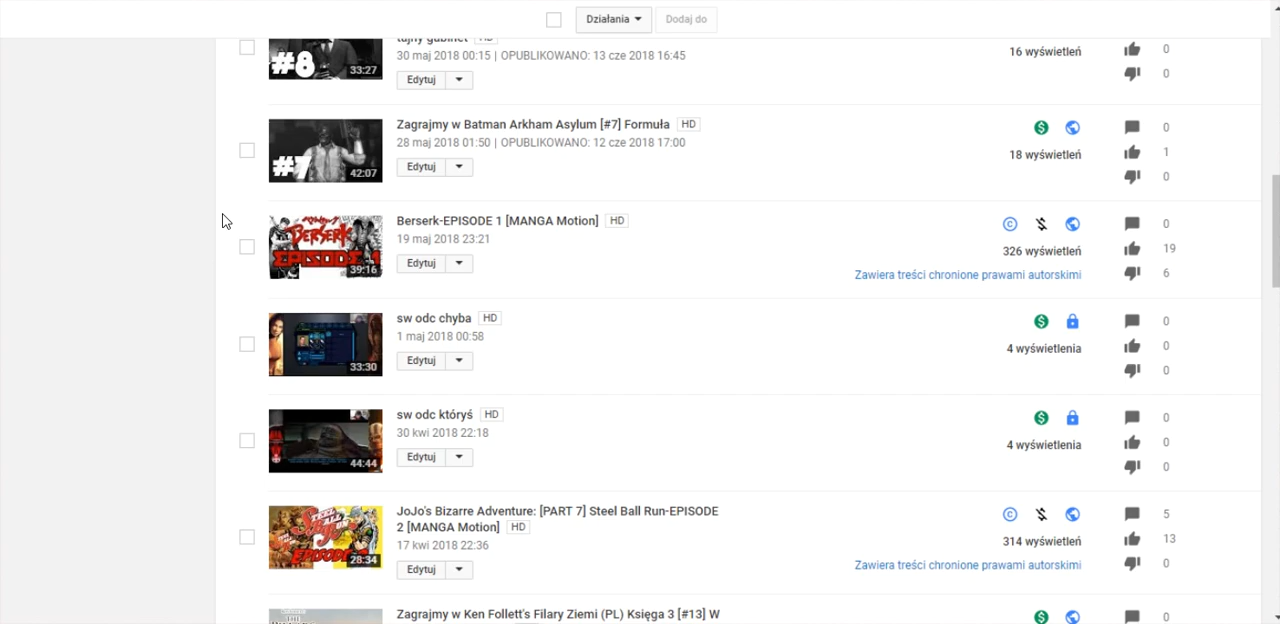 Działania
Dodaj do
tajny gabinet HD
30 maj 2018 00:15 | OPUBLIKOWANO: 13 cze 2018 16:45
Edytuj
#8
33:27
16 wyświetleń
0
0
Zagrajmy w Batman Arkham Asylum [#7] Formuła HD
28 maj 2018 01:50 | OPUBLIKOWANO: 12 cze 2018 17:00
Edytuj
#7
42:07
18 wyświetleń
0
1
0
Berserk-EPISODE 1 [MANGA Motion] HD
19 maj 2018 23:21
Edytuj
BERSERK
EPISODE 1
39:16
326 wyświetleń
Zawiera treści chronione prawami autorskimi
0
19
6
sw odc chyba HD
1 maj 2018 00:58
Edytuj
33:30
4 wyświetlenia
0
0
0
sw odc któryś HD
30 kwi 2018 22:18
Edytuj
44:44
4 wyświetlenia
0
0
0
JoJo's Bizarre Adventure: [PART 7] Steel Ball Run-EPISODE
2 [MANGA Motion] HD
17 kwi 2018 22:36
Edytuj
28:34
314 wyświetleń
Zawiera treści chronione prawami autorskimi
5
13
0
Zagrajmy w Ken Follett's Filary Ziemi (PL) Księga 3 [#13] W
0